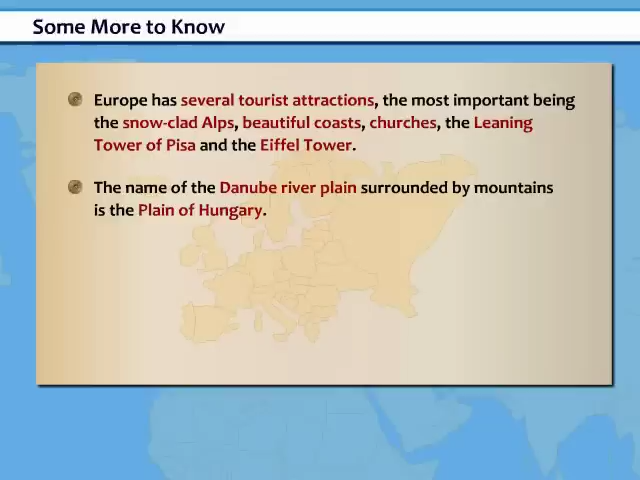 Some More to Know
Europe has several tourist attractions, the most important being
the snow-clad Alps, beautiful coasts, churches, the Leaning
Tower of Pisa and the Eiffel Tower.
The name of the Danube river plain surrounded by mountains
is the Plain of Hungary.